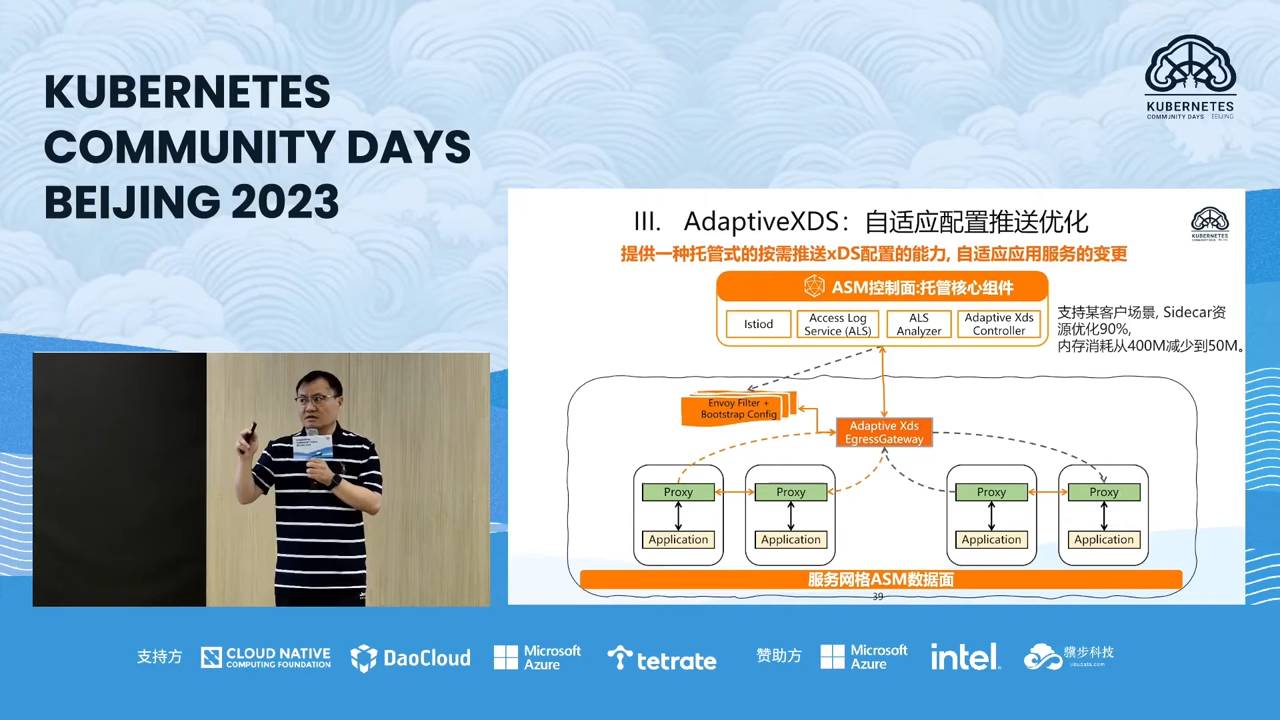 KUBERNETES
COMMUNITY DAYS
BEIJING 2023
KUBERNETES
COMMUNITY DAYS BEIJING
III. AdaptiveXDS：自适应配置推送优化
KUBERNETES
提供一种托管式的按需推送xDS配置的能力, 自适应应用服务的变更
ASM控制面:托管核心组件
Istiod
Access Log
Service (ALS)
ALS
Analyzer
Adaptive Xds
Controller
支持某客户场景, Sidecar资
源优化90%,
内存消耗从400M减少到50M。
Envoy Filter +
Bootstrap Config
Adaptive Xds
EgressGateway
Proxy
Proxy
Proxy
Proxy
Application
Application
Application
Application
服务网格ASM数据面
39
支持方
CLOUD NATIVE
COMPUTING FOUNDATION
DaoCloud
Microsoft
Azure
tetrate
赞助方
Microsoft
Azure
intel.
骥步科技